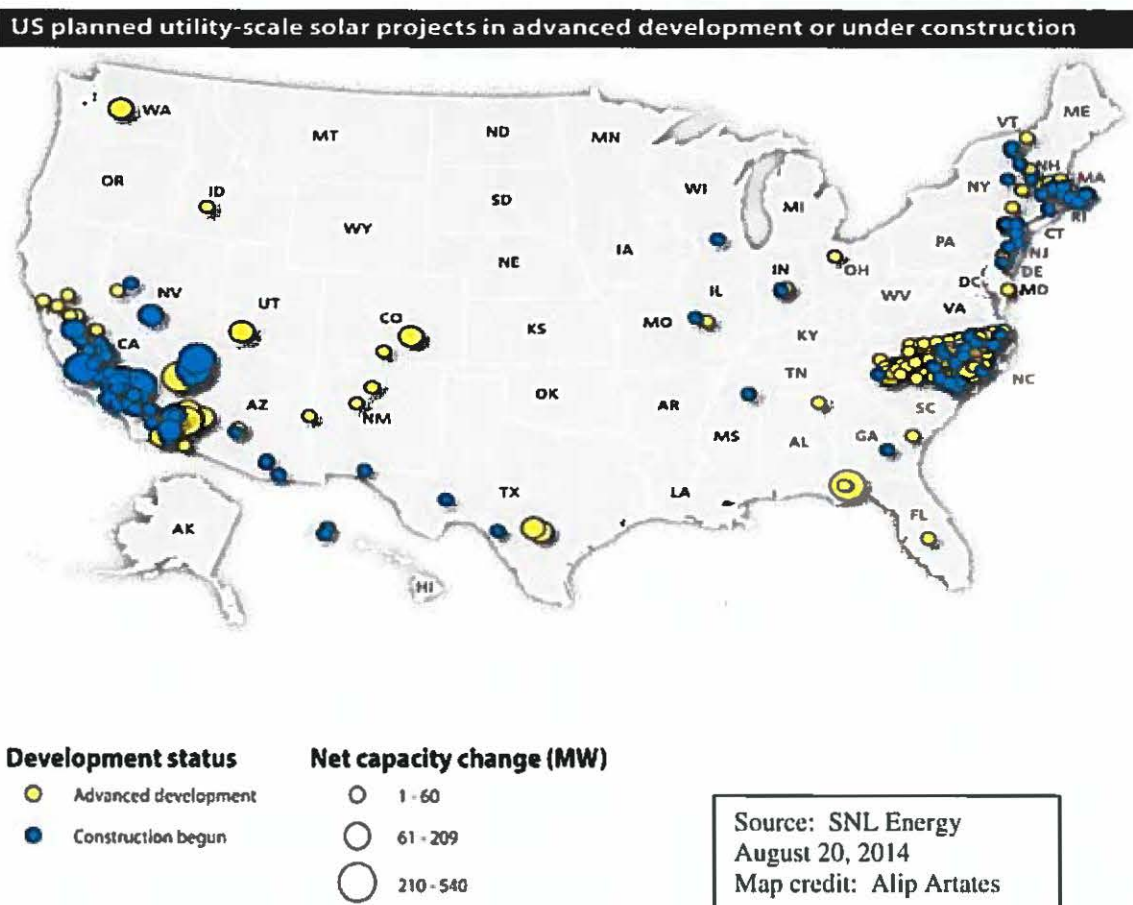 US planned utility-scale solar projects in advanced development or under construction
WA
MT
ND
MN
VT
ME
OR
ID
SD
WI
NY
NH
MA
WY
MI
RI
CT
IA
PA
NE
NJ
NV
OH
DE
UT
IL
IN
DC
MD
CO
WV
VA
KS
MO
KY
CA
OK
TN
NC
AZ
NM
AR
SC
MS
AL
GA
TX
LA
FL
AK
HI
Development status
Advanced development
Construction begun
Net capacity change (MW)
1 - 60
61 - 209
210 - 540
Source: SNL Energy
August 20, 2014
Map credit: Alip Artates